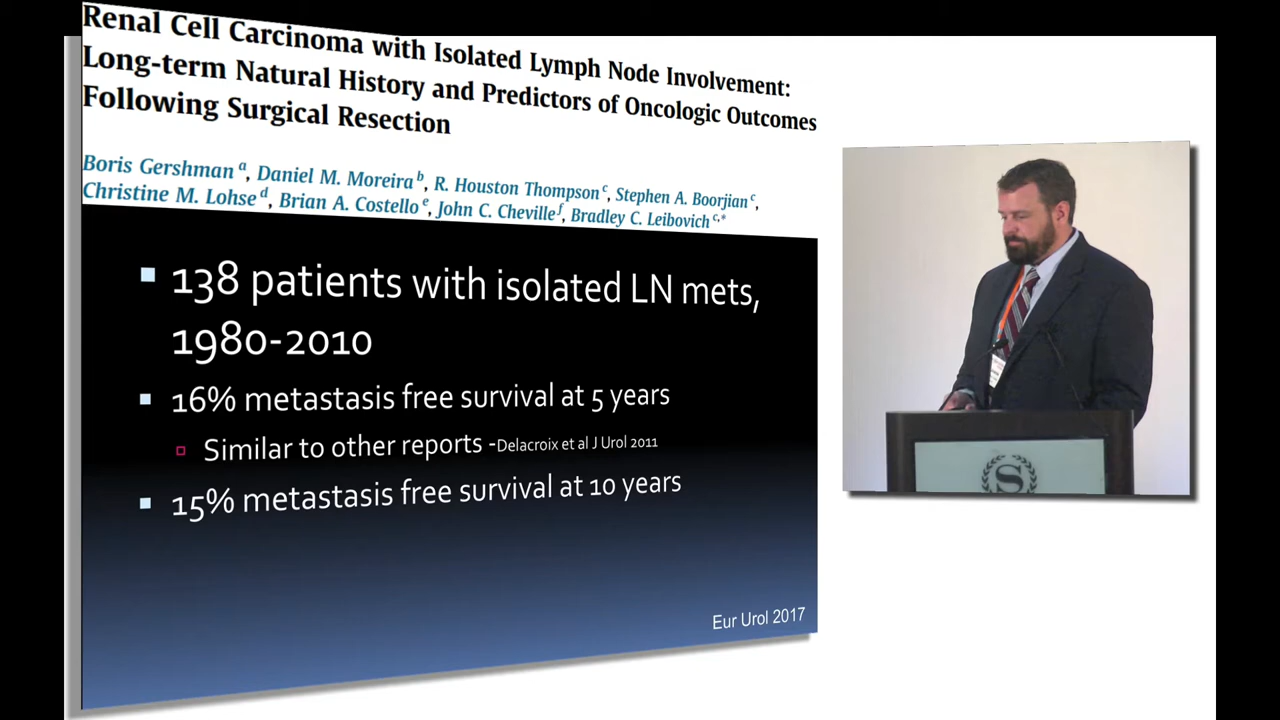 Renal Cell Carcinoma with Isolated Lymph Node Involvement:
Long-term Natural History and Predictors of Oncologic Outcomes
Following Surgical Resection
Boris Gershman a, Daniel M. Moreira b, R. Houston Thompson c, Stephen A. Boorjian c,
Christine M. Lohse d, Brian A. Costello e, John C. Cheville f, Bradley C. Leibovich c,*
138 patients with isolated LN mets,
1980-2010
16% metastasis free survival at 5 years
Similar to other reports -Delacroix et al J Urol 2011
15% metastasis free survival at 10 years
Eur Urol 2017
S